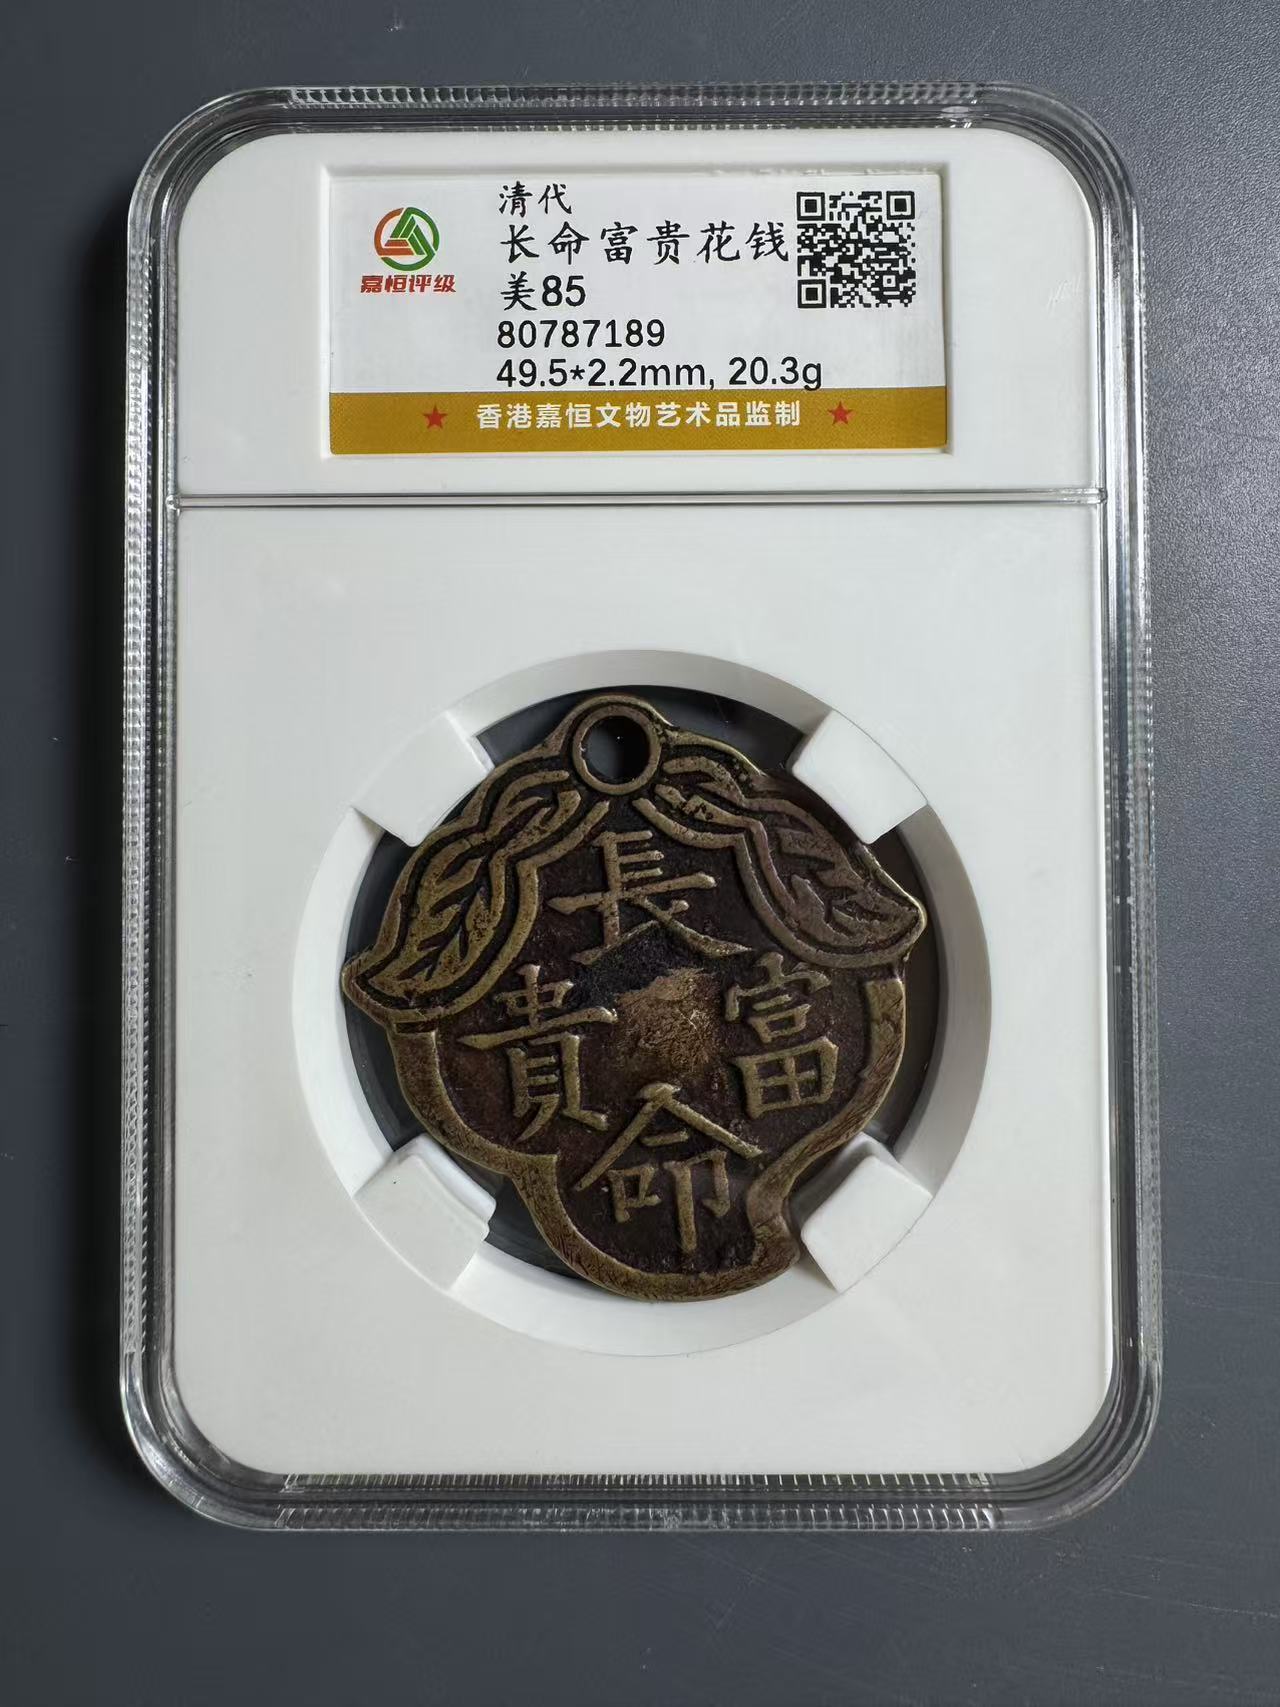 清代
长命富贵花钱
美85
80787189
49.5*2.2mm, 20.3g
嘉恒评级
★ 香港嘉恒文物艺术品监制 ★
長
命
富
貴